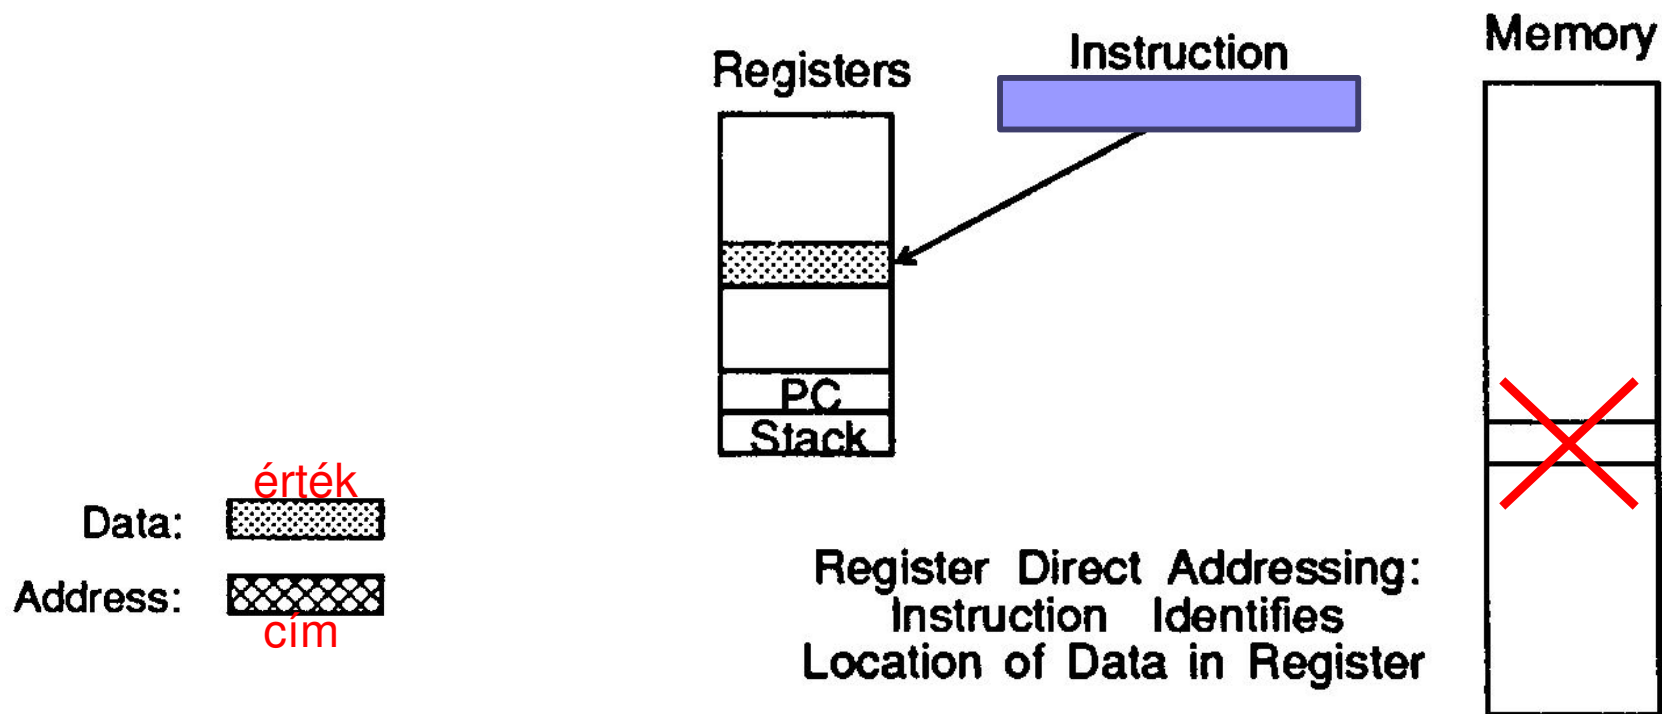 Registers
Instruction
Memory
PC
Stack
érték
Data:
Address:
cím
Register Direct Addressing:
Instruction Identifies
Location of Data in Register